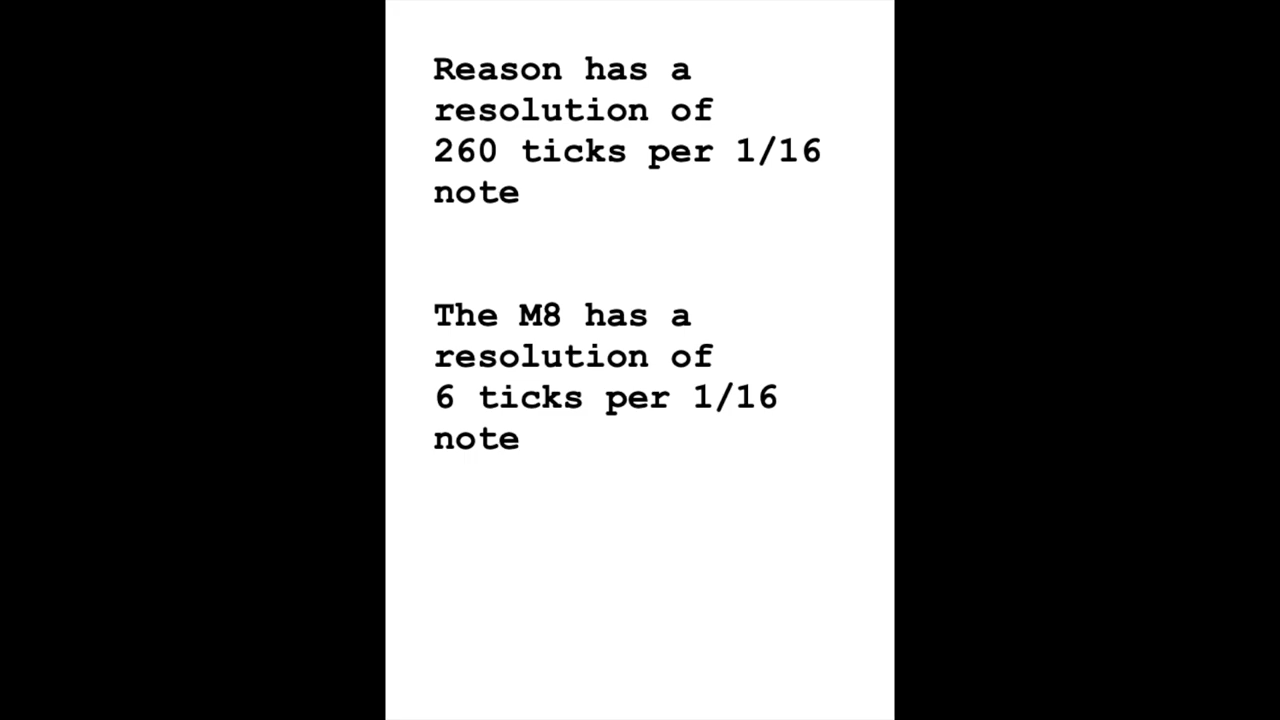 Reason has a
resolution of
260 ticks per 1/16
note
The M8 has a
resolution of
6 ticks per 1/16
note